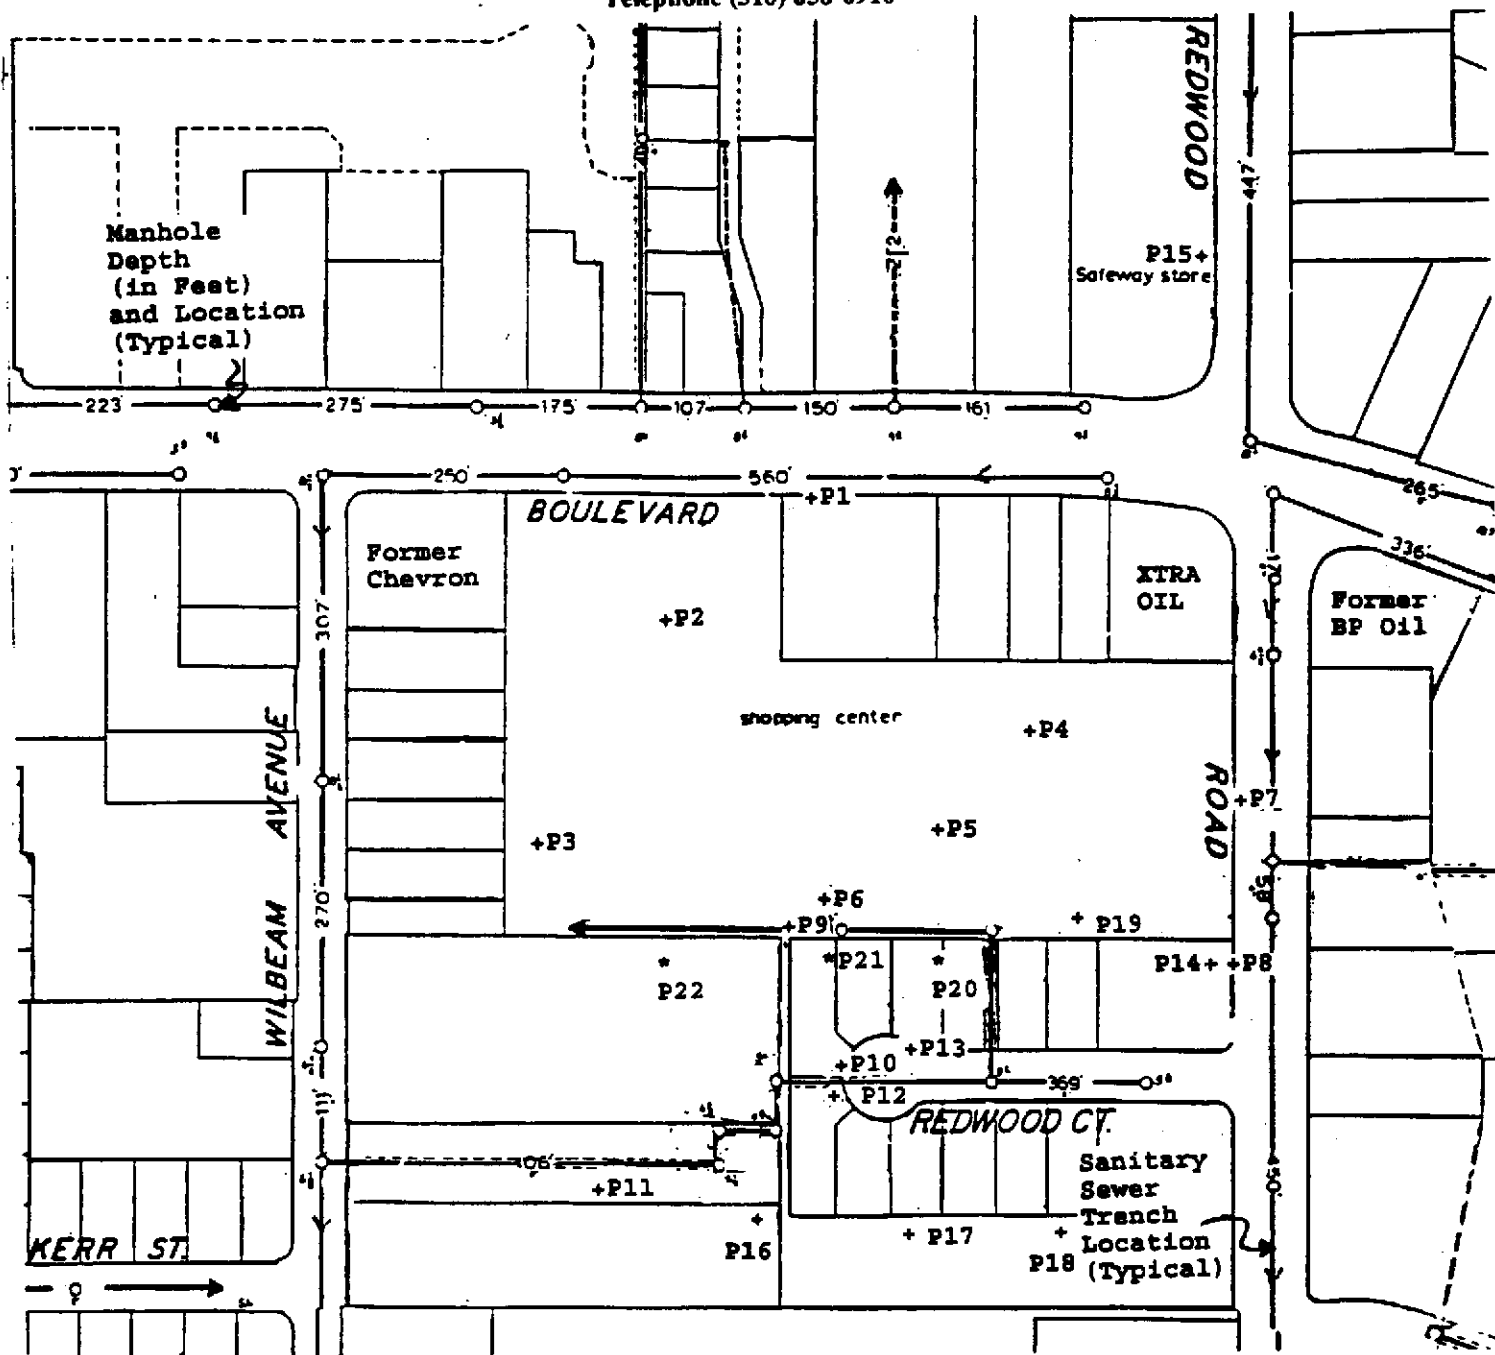 REDWOOD
447'
Manhole
Depth
(in Feet)
and Location
(Typical)
P15+
Safeway store
223'
275'
175'
107'
150'
161
250'
560'
265'
336'
+P1
BOULEVARD
Former
Chevron
XTRA
OIL
Former
BP Oil
307'
+P2
shopping center
+P4
WILBEAM AVENUE
ROAD
+P7
+P3
+P5
270'
+P6
+P9
+ P19
P14+ +P8
* P21
*
P20
*
P22
+P13
+P10
+ P12
369'
111'
REDWOOD CT.
+P11
Sanitary
Sewer
Trench
Location
(Typical)
+
P16
+ P17
+
P18
KERR ST.